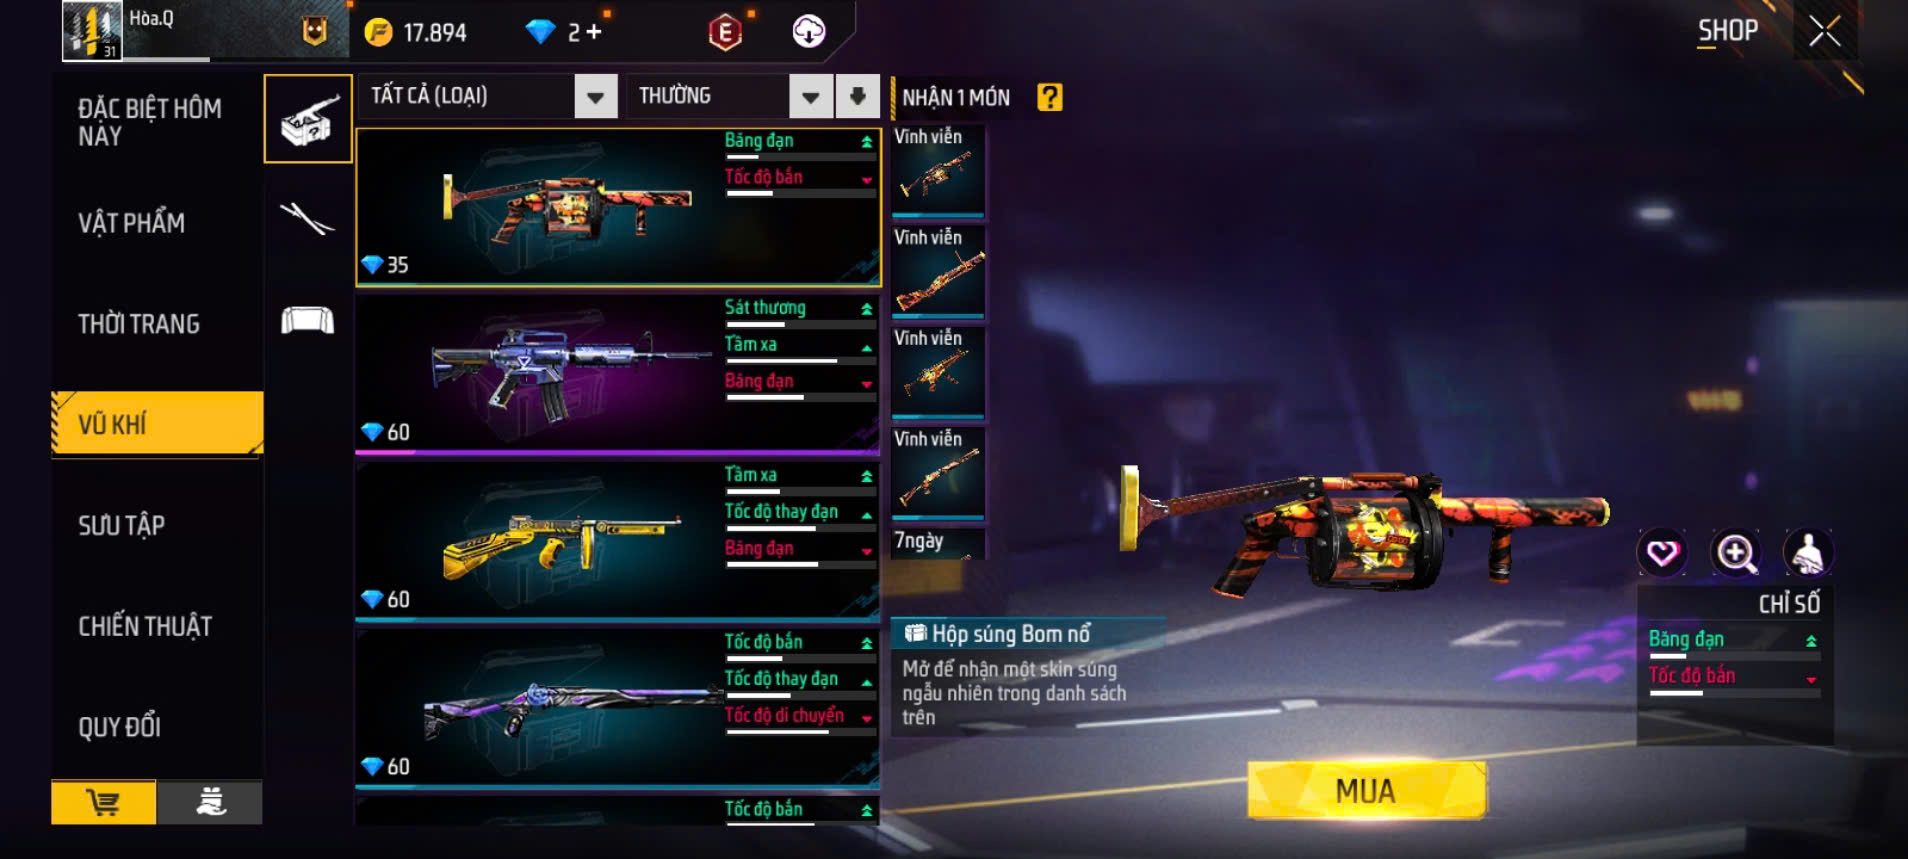 Hòa.Q
31
17.894
2 +
E
SHOP
ĐẶC BIỆT HÔM
NAY
VẬT PHẨM
THỜI TRANG
VŨ KHÍ
SƯU TẬP
CHIẾN THUẬT
QUY ĐỔI
TẤT CẢ (LOẠI)
THƯỜNG
Băng đạn
Tốc độ bắn
35
Sát thương
Tầm xa
Băng đạn
60
Tầm xa
Tốc độ thay đạn
Băng đạn
60
Tốc độ bắn
Tốc độ thay đạn
Tốc độ di chuyển
60
Tốc độ bắn
NHẬN 1 MÓN
?
Vĩnh viễn
Vĩnh viễn
Vĩnh viễn
Vĩnh viễn
7ngày
Hộp súng Bom nổ
Mở để nhận một skin súng
ngẫu nhiên trong danh sách
trên
CHỈ SỐ
Băng đạn
Tốc độ bắn
MUA